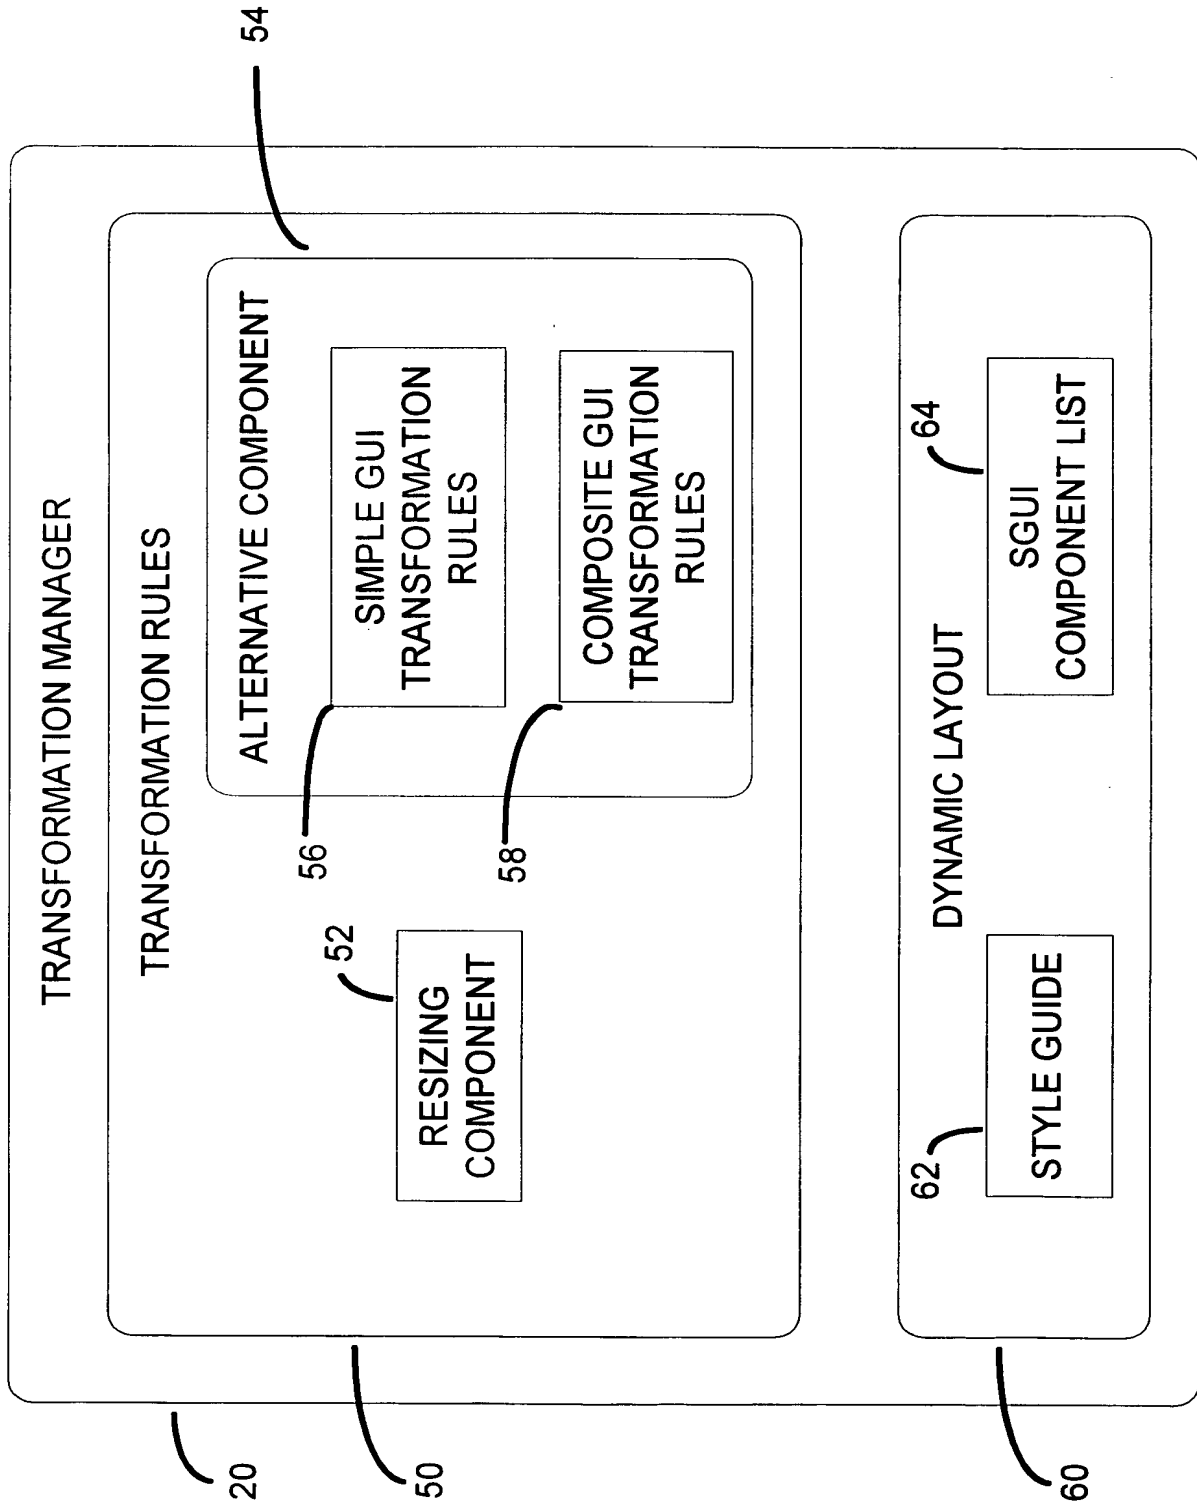 TRANSFORMATION MANAGER
20
TRANSFORMATION RULES
50
54
ALTERNATIVE COMPONENT
56
SIMPLE GUI
TRANSFORMATION
RULES
52
RESIZING
COMPONENT
58
COMPOSITE GUI
TRANSFORMATION
RULES
60
DYNAMIC LAYOUT
62
STYLE GUIDE
64
SGUI
COMPONENT LIST